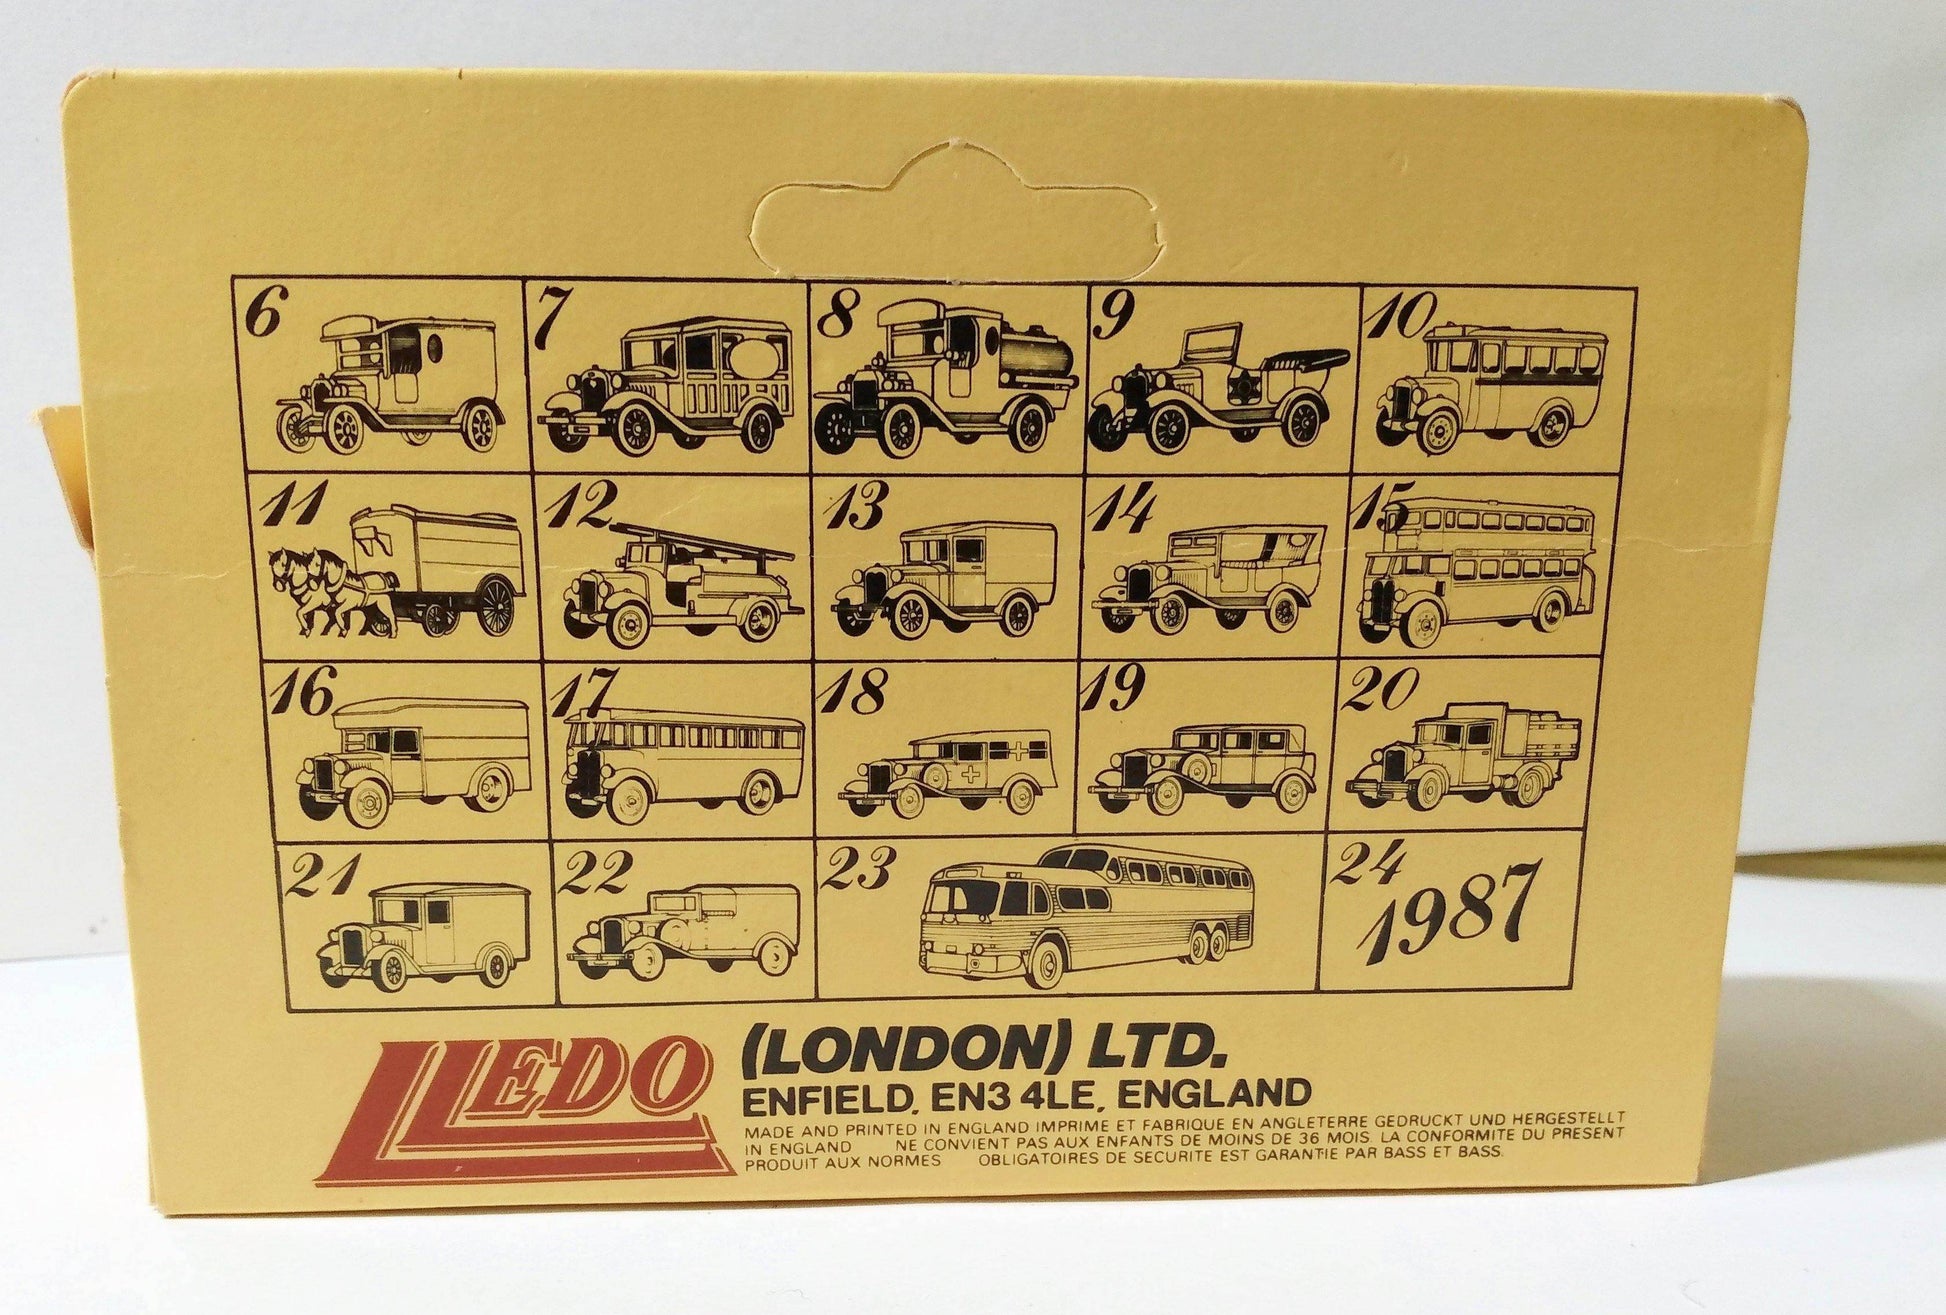 6 7 8 9 10
11 12 13 14 15
16 17 18 19 20
21 22 23 24 1987
LLEDO (LONDON) LTD.
ENFIELD, EN3 4LE, ENGLAND
MADE AND PRINTED IN ENGLAND IMPRIME ET FABRIQUE EN ANGLETERRE GEDRUCKT UND HERGESTELLT
IN ENGLAND NE CONVIENT PAS AUX ENFANTS DE MOINS DE 36 MOIS. LA CONFORMITE DU PRESENT
PRODUIT AUX NORMES OBLIGATOIRES DE SECURITE EST GARANTIE PAR BASS ET BASS.